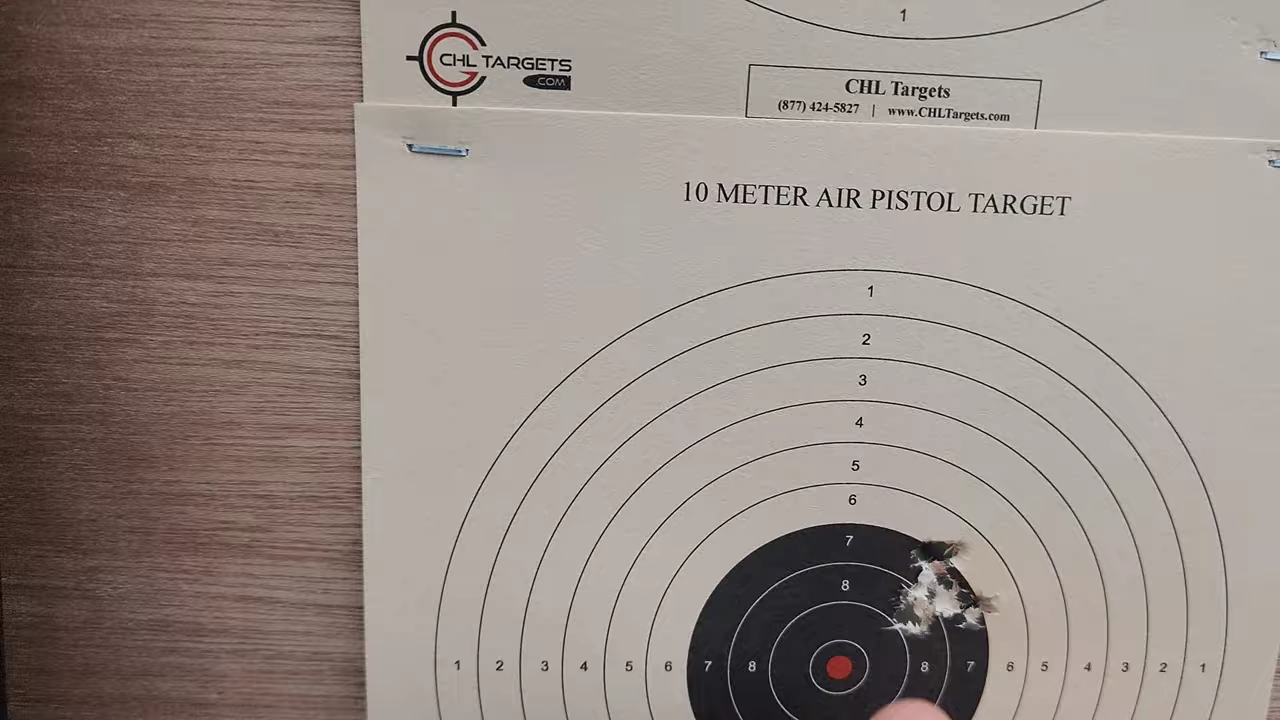 1
CHL TARGETS
.COM
CHL Targets
(877) 424-5827 | www.CHLTargets.com
10 METER AIR PISTOL TARGET
1
2
3
4
5
6
7
8
1 2 3 4 5 6 7 8 8 7 6 5 4 3 2 1